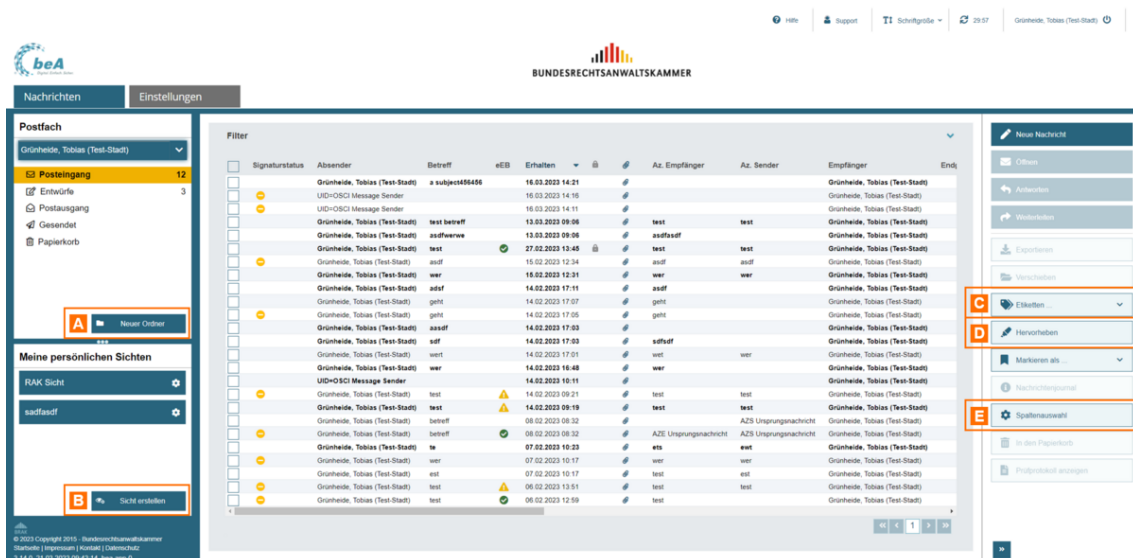 Hilfe Support Schriftgröße 29:57 Grünheide, Tobias (Test-Stadt)
beA
BUNDESRECHTSANWALTSKAMMER
Nachrichten Einstellungen
Postfach
Grünheide, Tobias (Test-Stadt)
Posteingang 12
Entwürfe 3
Postausgang
Gesendet
Papierkorb
A Neuer Ordner
Meine persönlichen Sichten
RAK Sicht
sadfasdf
B Sicht erstellen
BRAK
© 2023 Copyright 2015 - Bundesrechtsanwaltskammer
Startseite | Impressum | Kontakt | Datenschutz
Filter
Signaturstatus Absender Betreff eEB Erhalten Az. Empfänger Az. Sender Empfänger Endg
Grünheide, Tobias (Test-Stadt) a subject456456 16.03.2023 14:21 Grünheide, Tobias (Test-Stadt)
UID=OSCI Message Sender 16.03.2023 14:16 Grünheide, Tobias (Test-Stadt)
UID=OSCI Message Sender 16.03.2023 14:11 Grünheide, Tobias (Test-Stadt)
Grünheide, Tobias (Test-Stadt) test betreff 13.03.2023 09:06 test test Grünheide, Tobias (Test-Stadt)
Grünheide, Tobias (Test-Stadt) asdfwerwe 13.03.2023 09:06 asdfasdf Grünheide, Tobias (Test-Stadt)
Grünheide, Tobias (Test-Stadt) test 27.02.2023 13:45 test test Grünheide, Tobias (Test-Stadt)
Grünheide, Tobias (Test-Stadt) asdf 15.02.2023 12:34 asdf asdf Grünheide, Tobias (Test-Stadt)
Grünheide, Tobias (Test-Stadt) wer 15.02.2023 12:31 wer wer Grünheide, Tobias (Test-Stadt)
Grünheide, Tobias (Test-Stadt) adsf 14.02.2023 17:11 asdf Grünheide, Tobias (Test-Stadt)
Grünheide, Tobias (Test-Stadt) geht 14.02.2023 17:07 geht Grünheide, Tobias (Test-Stadt)
Grünheide, Tobias (Test-Stadt) geht 14.02.2023 17:05 geht Grünheide, Tobias (Test-Stadt)
Grünheide, Tobias (Test-Stadt) aasdf 14.02.2023 17:03 Grünheide, Tobias (Test-Stadt)
Grünheide, Tobias (Test-Stadt) sdf 14.02.2023 17:03 sdfsdf Grünheide, Tobias (Test-Stadt)
Grünheide, Tobias (Test-Stadt) wert 14.02.2023 17:01 wet wer Grünheide, Tobias (Test-Stadt)
Grünheide, Tobias (Test-Stadt) wer 14.02.2023 16:48 wer Grünheide, Tobias (Test-Stadt)
UID=OSCI Message Sender 14.02.2023 10:11 Grünheide, Tobias (Test-Stadt)
Grünheide, Tobias (Test-Stadt) test 14.02.2023 09:21 test test Grünheide, Tobias (Test-Stadt)
Grünheide, Tobias (Test-Stadt) test 14.02.2023 09:19 test test Grünheide, Tobias (Test-Stadt)
Grünheide, Tobias (Test-Stadt) betreff 08.02.2023 08:32 AZS Ursprungsnachricht Grünheide, Tobias (Test-Stadt)
Grünheide, Tobias (Test-Stadt) betreff 08.02.2023 08:32 AZE Ursprungsnachricht AZS Ursprungsnachricht Grünheide, Tobias (Test-Stadt)
Grünheide, Tobias (Test-Stadt) te 07.02.2023 10:23 ets ewt Grünheide, Tobias (Test-Stadt)
Grünheide, Tobias (Test-Stadt) wer 07.02.2023 10:17 wer wer Grünheide, Tobias (Test-Stadt)
Grünheide, Tobias (Test-Stadt) est 07.02.2023 10:17 test est Grünheide, Tobias (Test-Stadt)
Grünheide, Tobias (Test-Stadt) test 06.02.2023 13:51 test test Grünheide, Tobias (Test-Stadt)
Grünheide, Tobias (Test-Stadt) test 06.02.2023 12:59 test Grünheide, Tobias (Test-Stadt)
1
Neue Nachricht
Öffnen
Antworten
Weiterleiten
Exportieren
Verschieben
C Etiketten ...
D Hervorheben
Markieren als ...
Nachrichtenjournal
E Spaltenauswahl
In den Papierkorb
Prüfprotokoll anzeigen